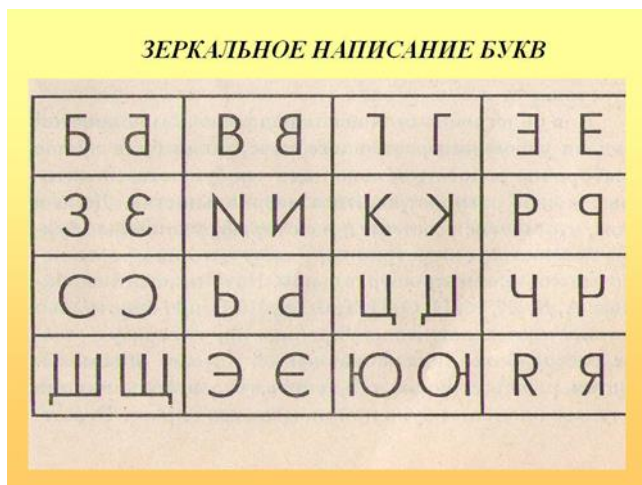 ЗЕРКАЛЬНОЕ НАПИСАНИЕ БУКВ
Б В Ǝ Е
З Ɛ N И К Р ꟼ
С Ɔ Ь Ц Ч
Щ Э Є Ю R Я